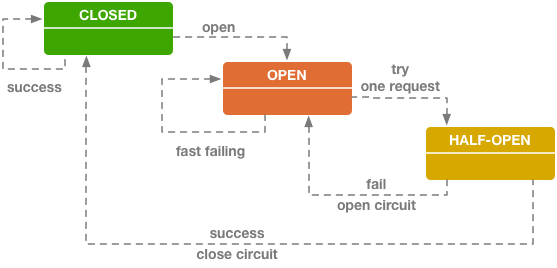 CLOSED
open
success
OPEN
try
one request
fast failing
HALF-OPEN
fail
open circuit
success
close circuit